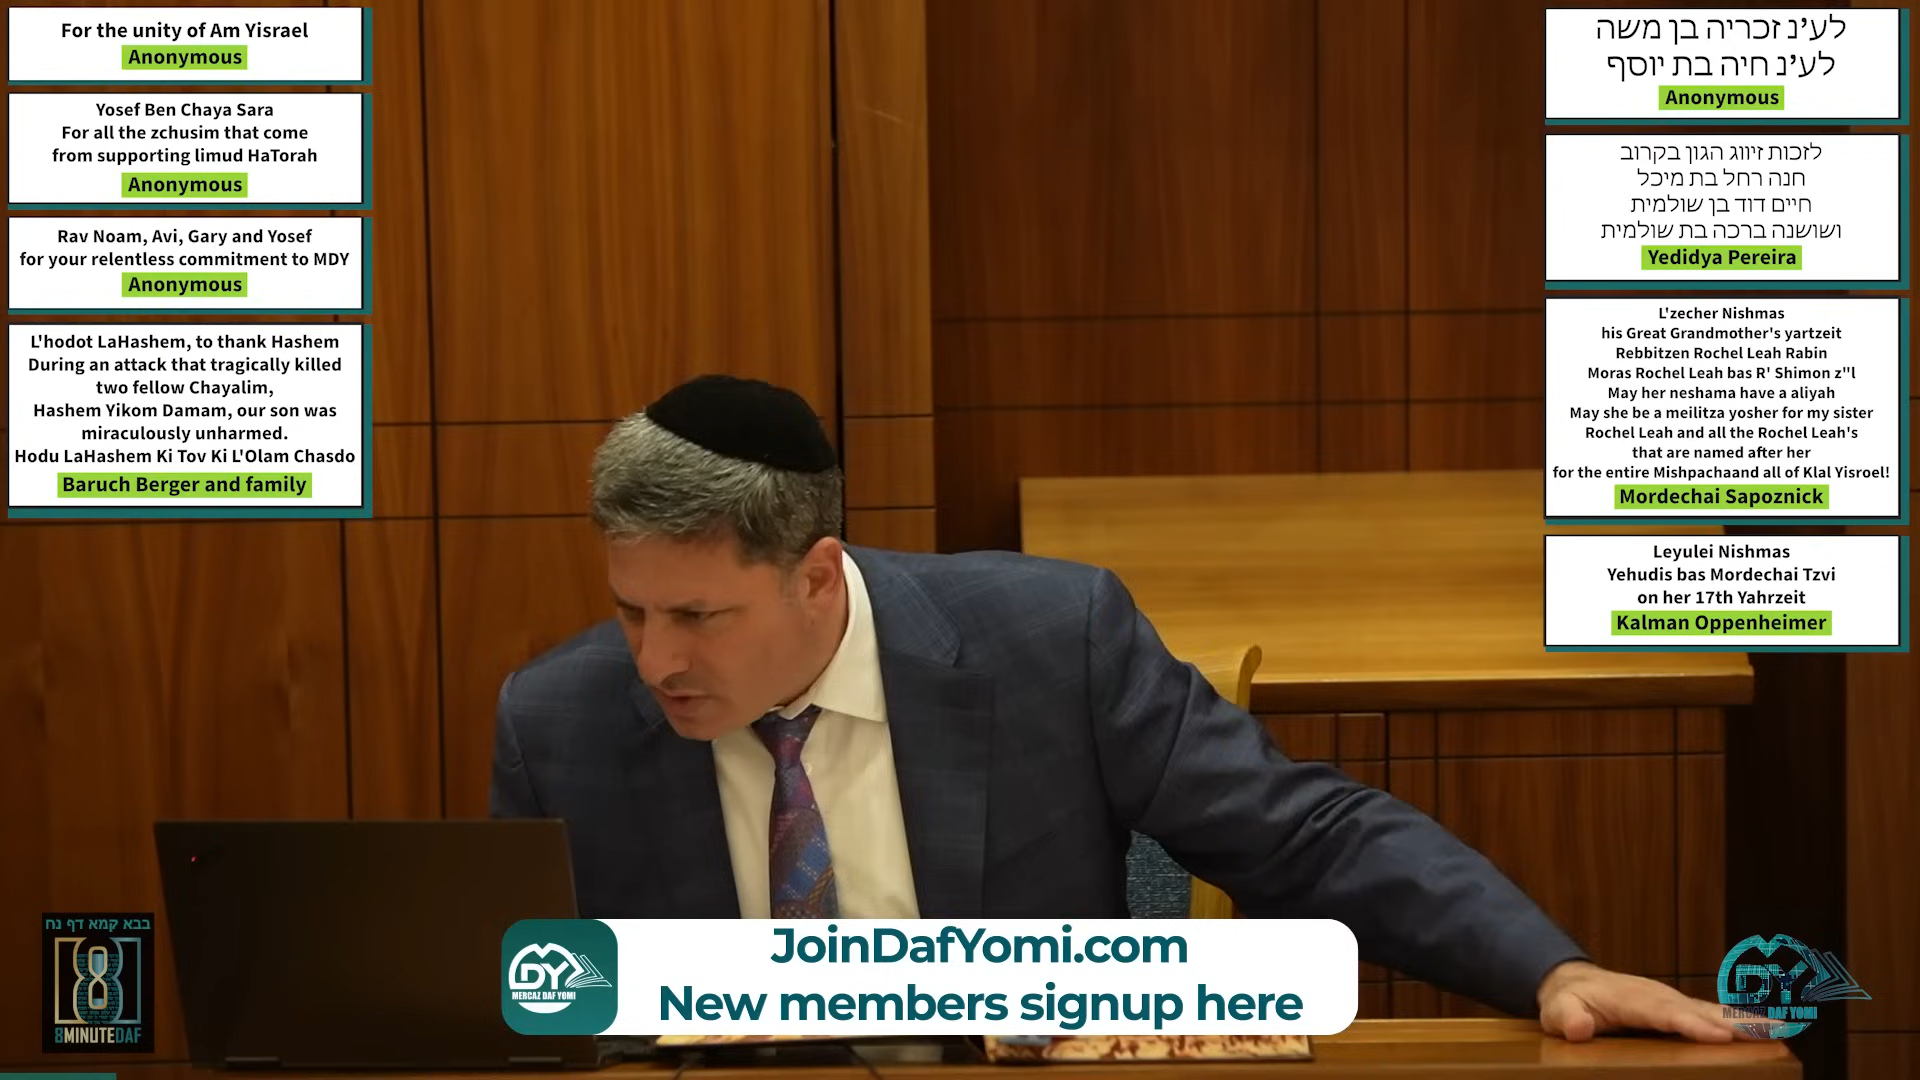 For the unity of Am Yisrael
Anonymous
Yosef Ben Chaya Sara
For all the zchusim that come
from supporting limud HaTorah
Anonymous
Rav Noam, Avi, Gary and Yosef
for your relentless commitment to MDY
Anonymous
L'hodot LaHashem, to thank Hashem
During an attack that tragically killed
two fellow Chayalim,
Hashem Yikom Damam, our son was
miraculously unharmed.
Hodu LaHashem Ki Tov Ki L'Olam Chasdo
Baruch Berger and family
לע'נ זכריה בן משה
לע'נ חיה בת יוסף
Anonymous
לזכות זיווג הגון בקרוב
חנה רחל בת מיכל
חיים דוד בן שולמית
ושושנה ברכה בת שולמית
Yedidya Pereira
L'zecher Nishmas
his Great Grandmother's yartzeit
Rebbitzen Rochel Leah Rabin
Moras Rochel Leah bas R' Shimon z"l
May her neshama have a aliyah
May she be a meilitza yosher for my sister
Rochel Leah and all the Rochel Leah's
that are named after her
for the entire Mishpachaand all of Klal Yisroel!
Mordechai Sapoznick
Leyulei Nishmas
Yehudis bas Mordechai Tzvi
on her 17th Yahrzeit
Kalman Oppenheimer
בבא קמא דף נח
8
8MINUTEDAF
DY
MERCAZ DAF YOMI
JoinDafYomi.com
New members signup here
DY
MERCAZ DAF YOMI